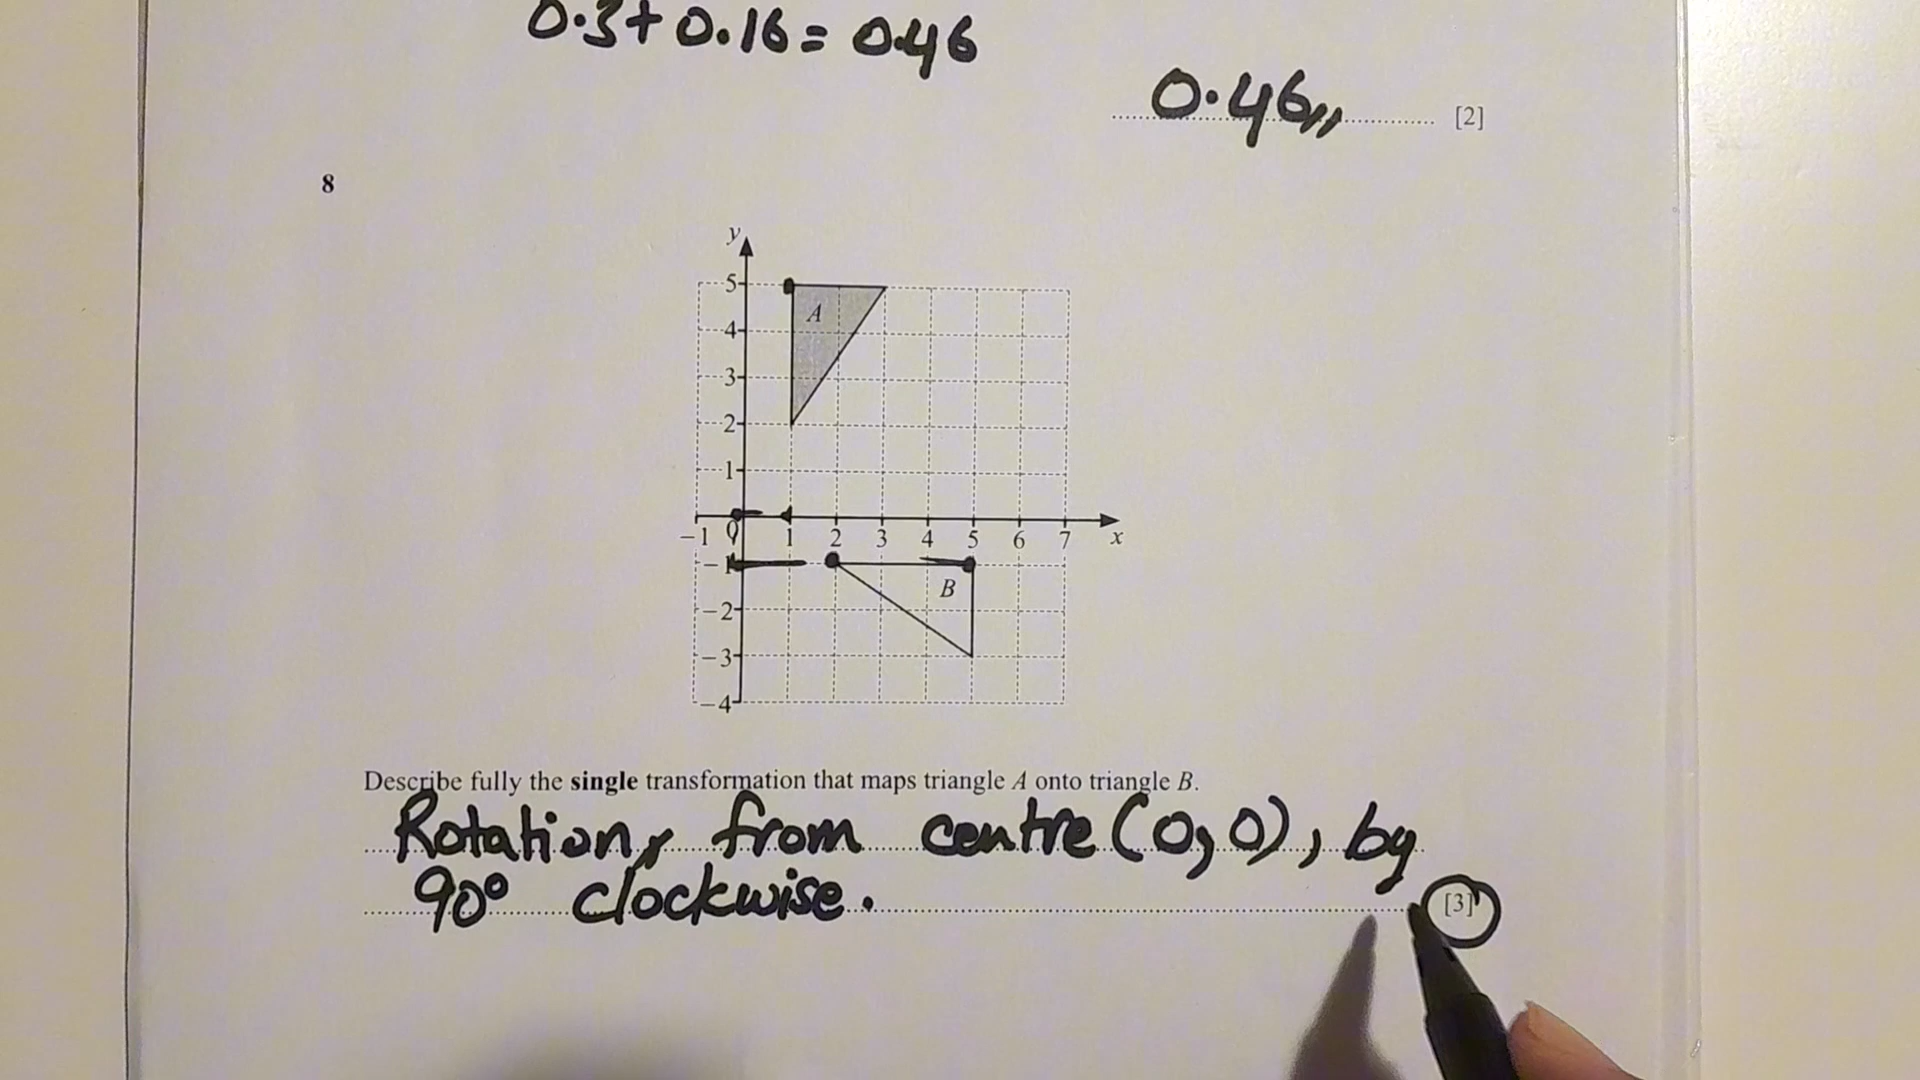 0.3+0.16=0.46
0.46,, [2]
8
y
5
A
4
3
2
1
-1 0 1 2 3 4 5 6 7 x
-1
B
-2
-3
-4
Describe fully the single transformation that maps triangle A onto triangle B.
Rotation, from centre (0,0), by
90° clockwise. [3]